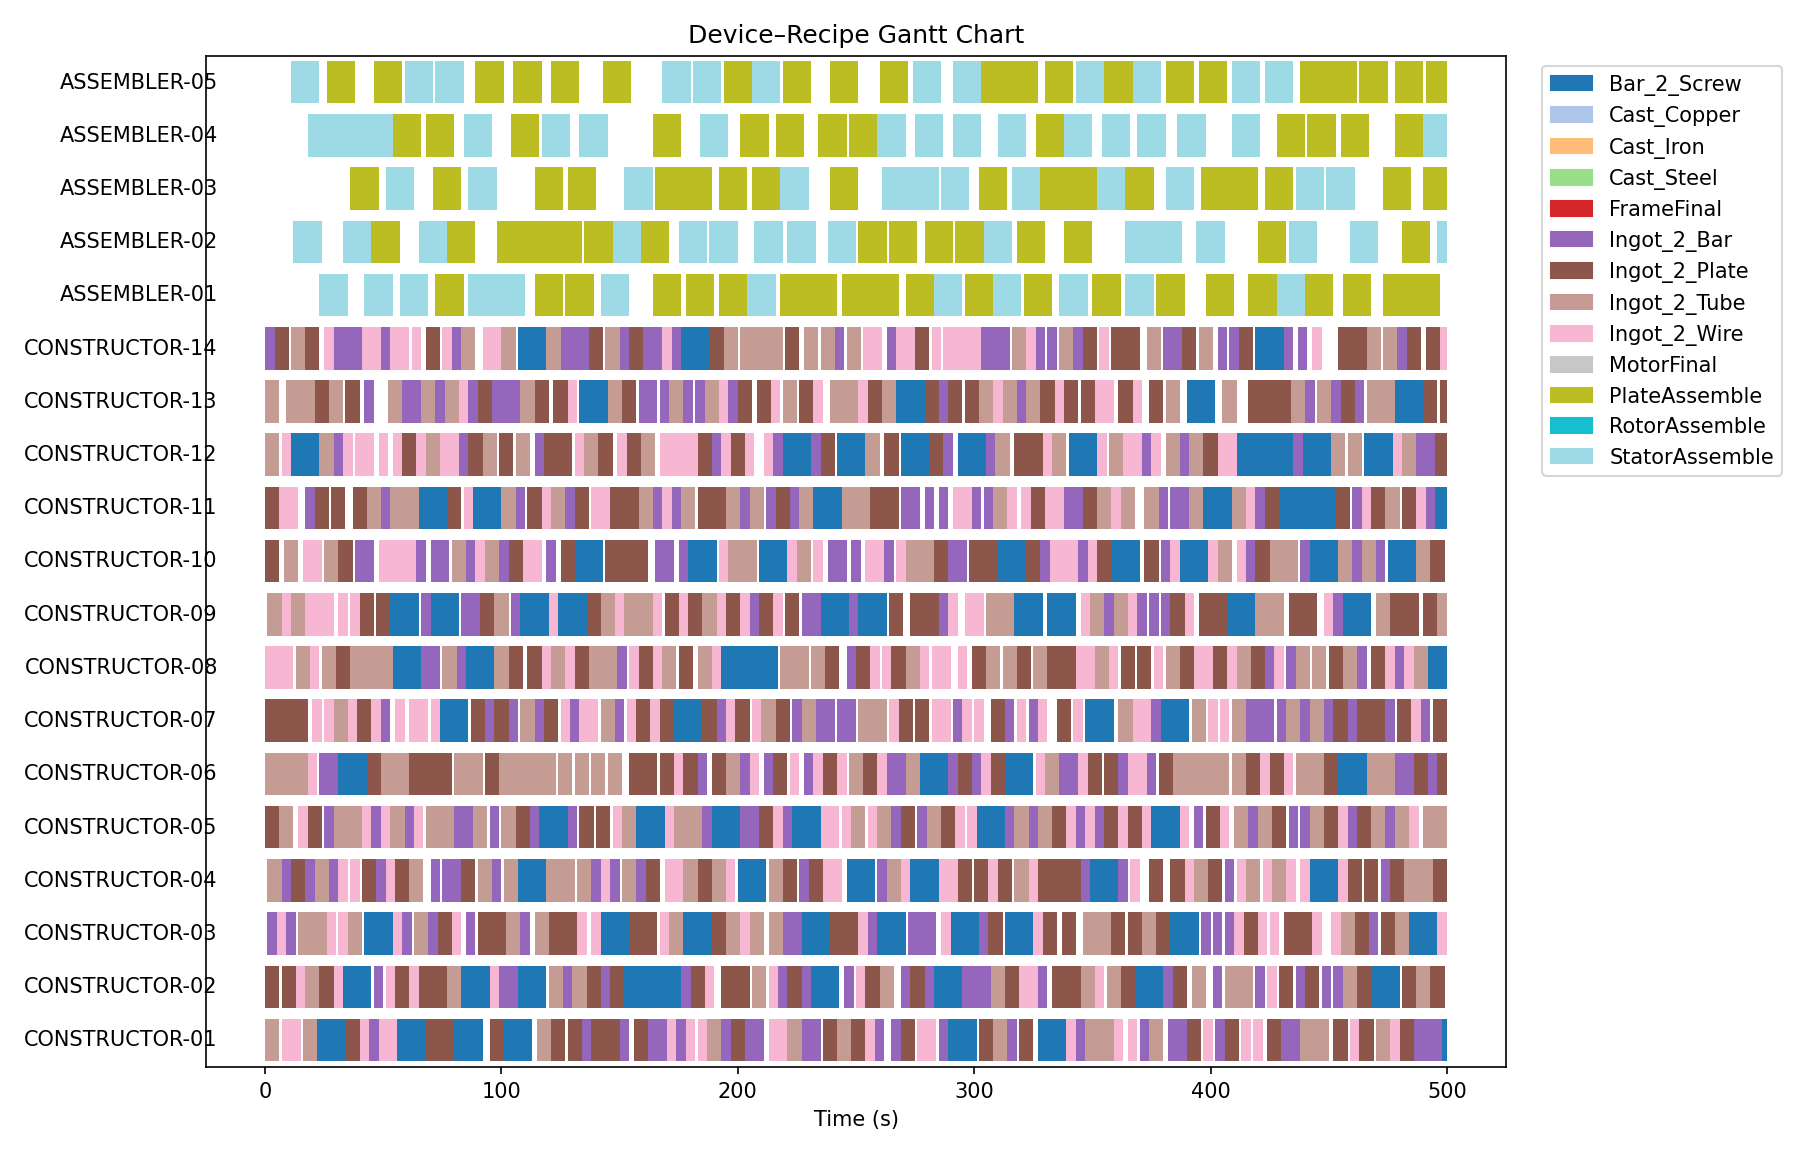 Device–Recipe Gantt Chart
ASSEMBLER-05
ASSEMBLER-04
ASSEMBLER-03
ASSEMBLER-02
ASSEMBLER-01
CONSTRUCTOR-14
CONSTRUCTOR-13
CONSTRUCTOR-12
CONSTRUCTOR-11
CONSTRUCTOR-10
CONSTRUCTOR-09
CONSTRUCTOR-08
CONSTRUCTOR-07
CONSTRUCTOR-06
CONSTRUCTOR-05
CONSTRUCTOR-04
CONSTRUCTOR-03
CONSTRUCTOR-02
CONSTRUCTOR-01
0 100 200 300 400 500
Time (s)
Bar_2_Screw
Cast_Copper
Cast_Iron
Cast_Steel
FrameFinal
Ingot_2_Bar
Ingot_2_Plate
Ingot_2_Tube
Ingot_2_Wire
MotorFinal
PlateAssemble
RotorAssemble
StatorAssemble